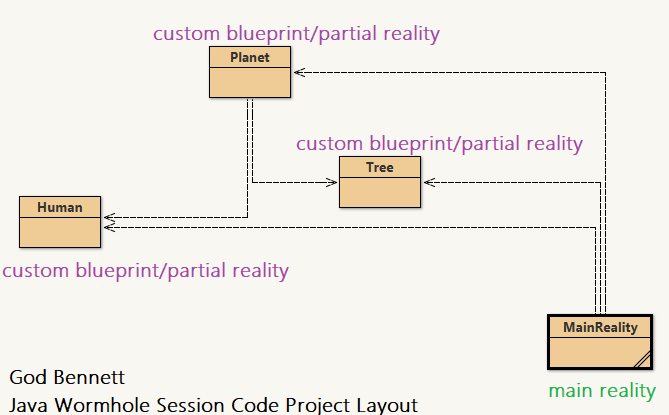 custom blueprint/partial reality
Planet
custom blueprint/partial reality
Tree
Human
custom blueprint/partial reality
MainReality
main reality
God Bennett
Java Wormhole Session Code Project Layout